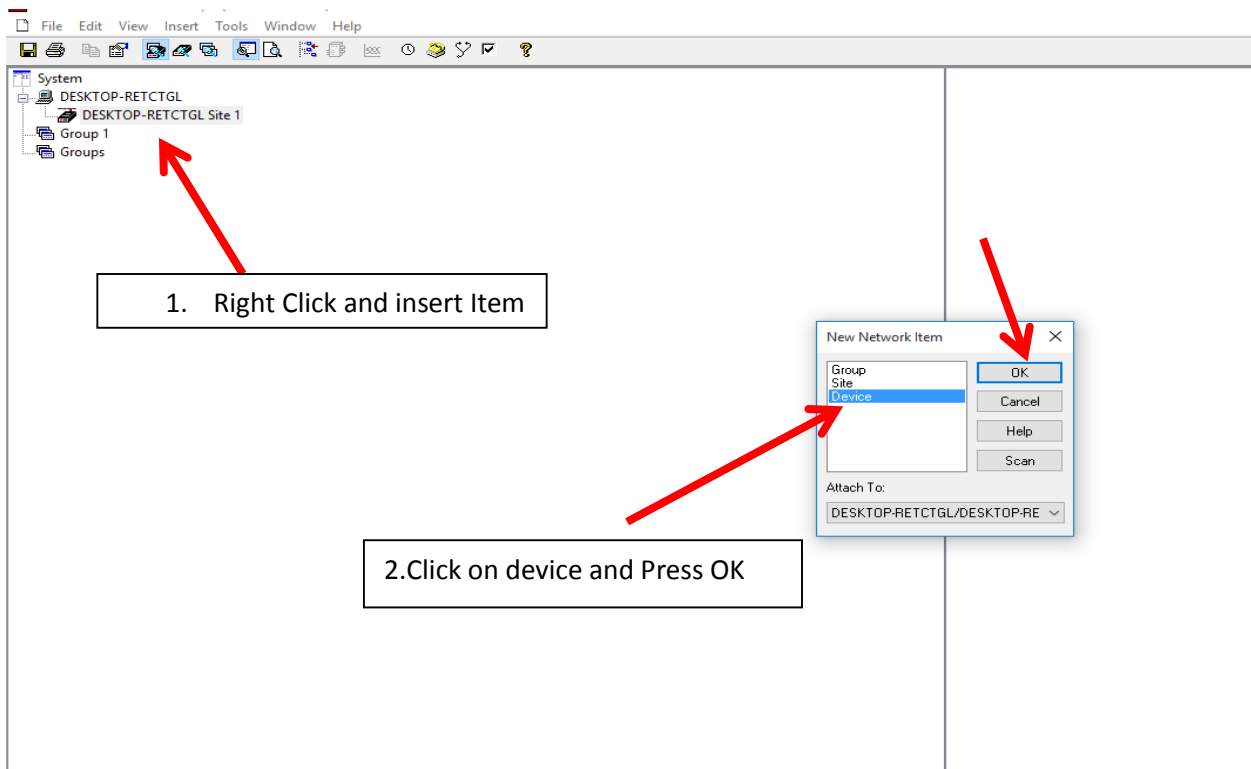 File Edit View Insert Tools Window Help
System
DESKTOP-RETCTGL
DESKTOP-RETCTGL Site 1
Group 1
Groups
1. Right Click and insert Item
New Network Item
Group
Site
Device
OK
Cancel
Help
Scan
Attach To:
DESKTOP-RETCTGL/DESKTOP-RE
2.Click on device and Press OK